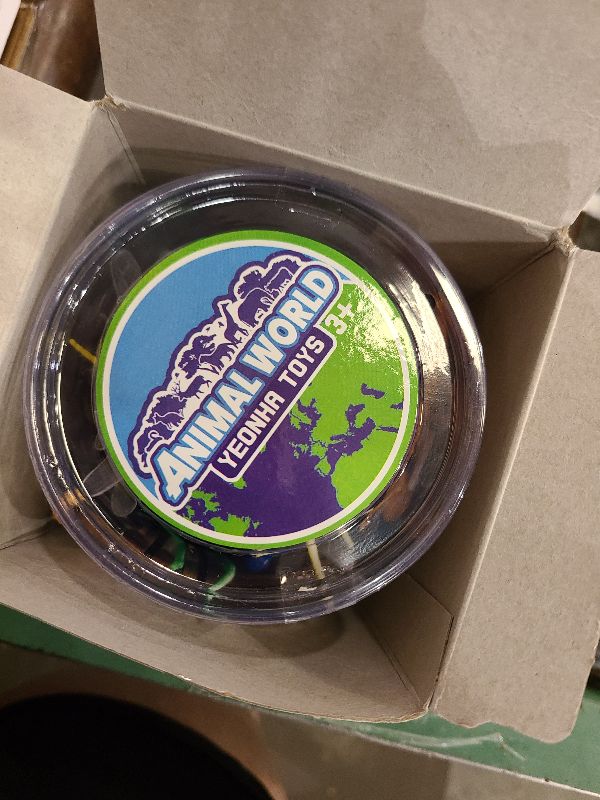 ANIMAL WORLD
YEONHA TOYS
3+